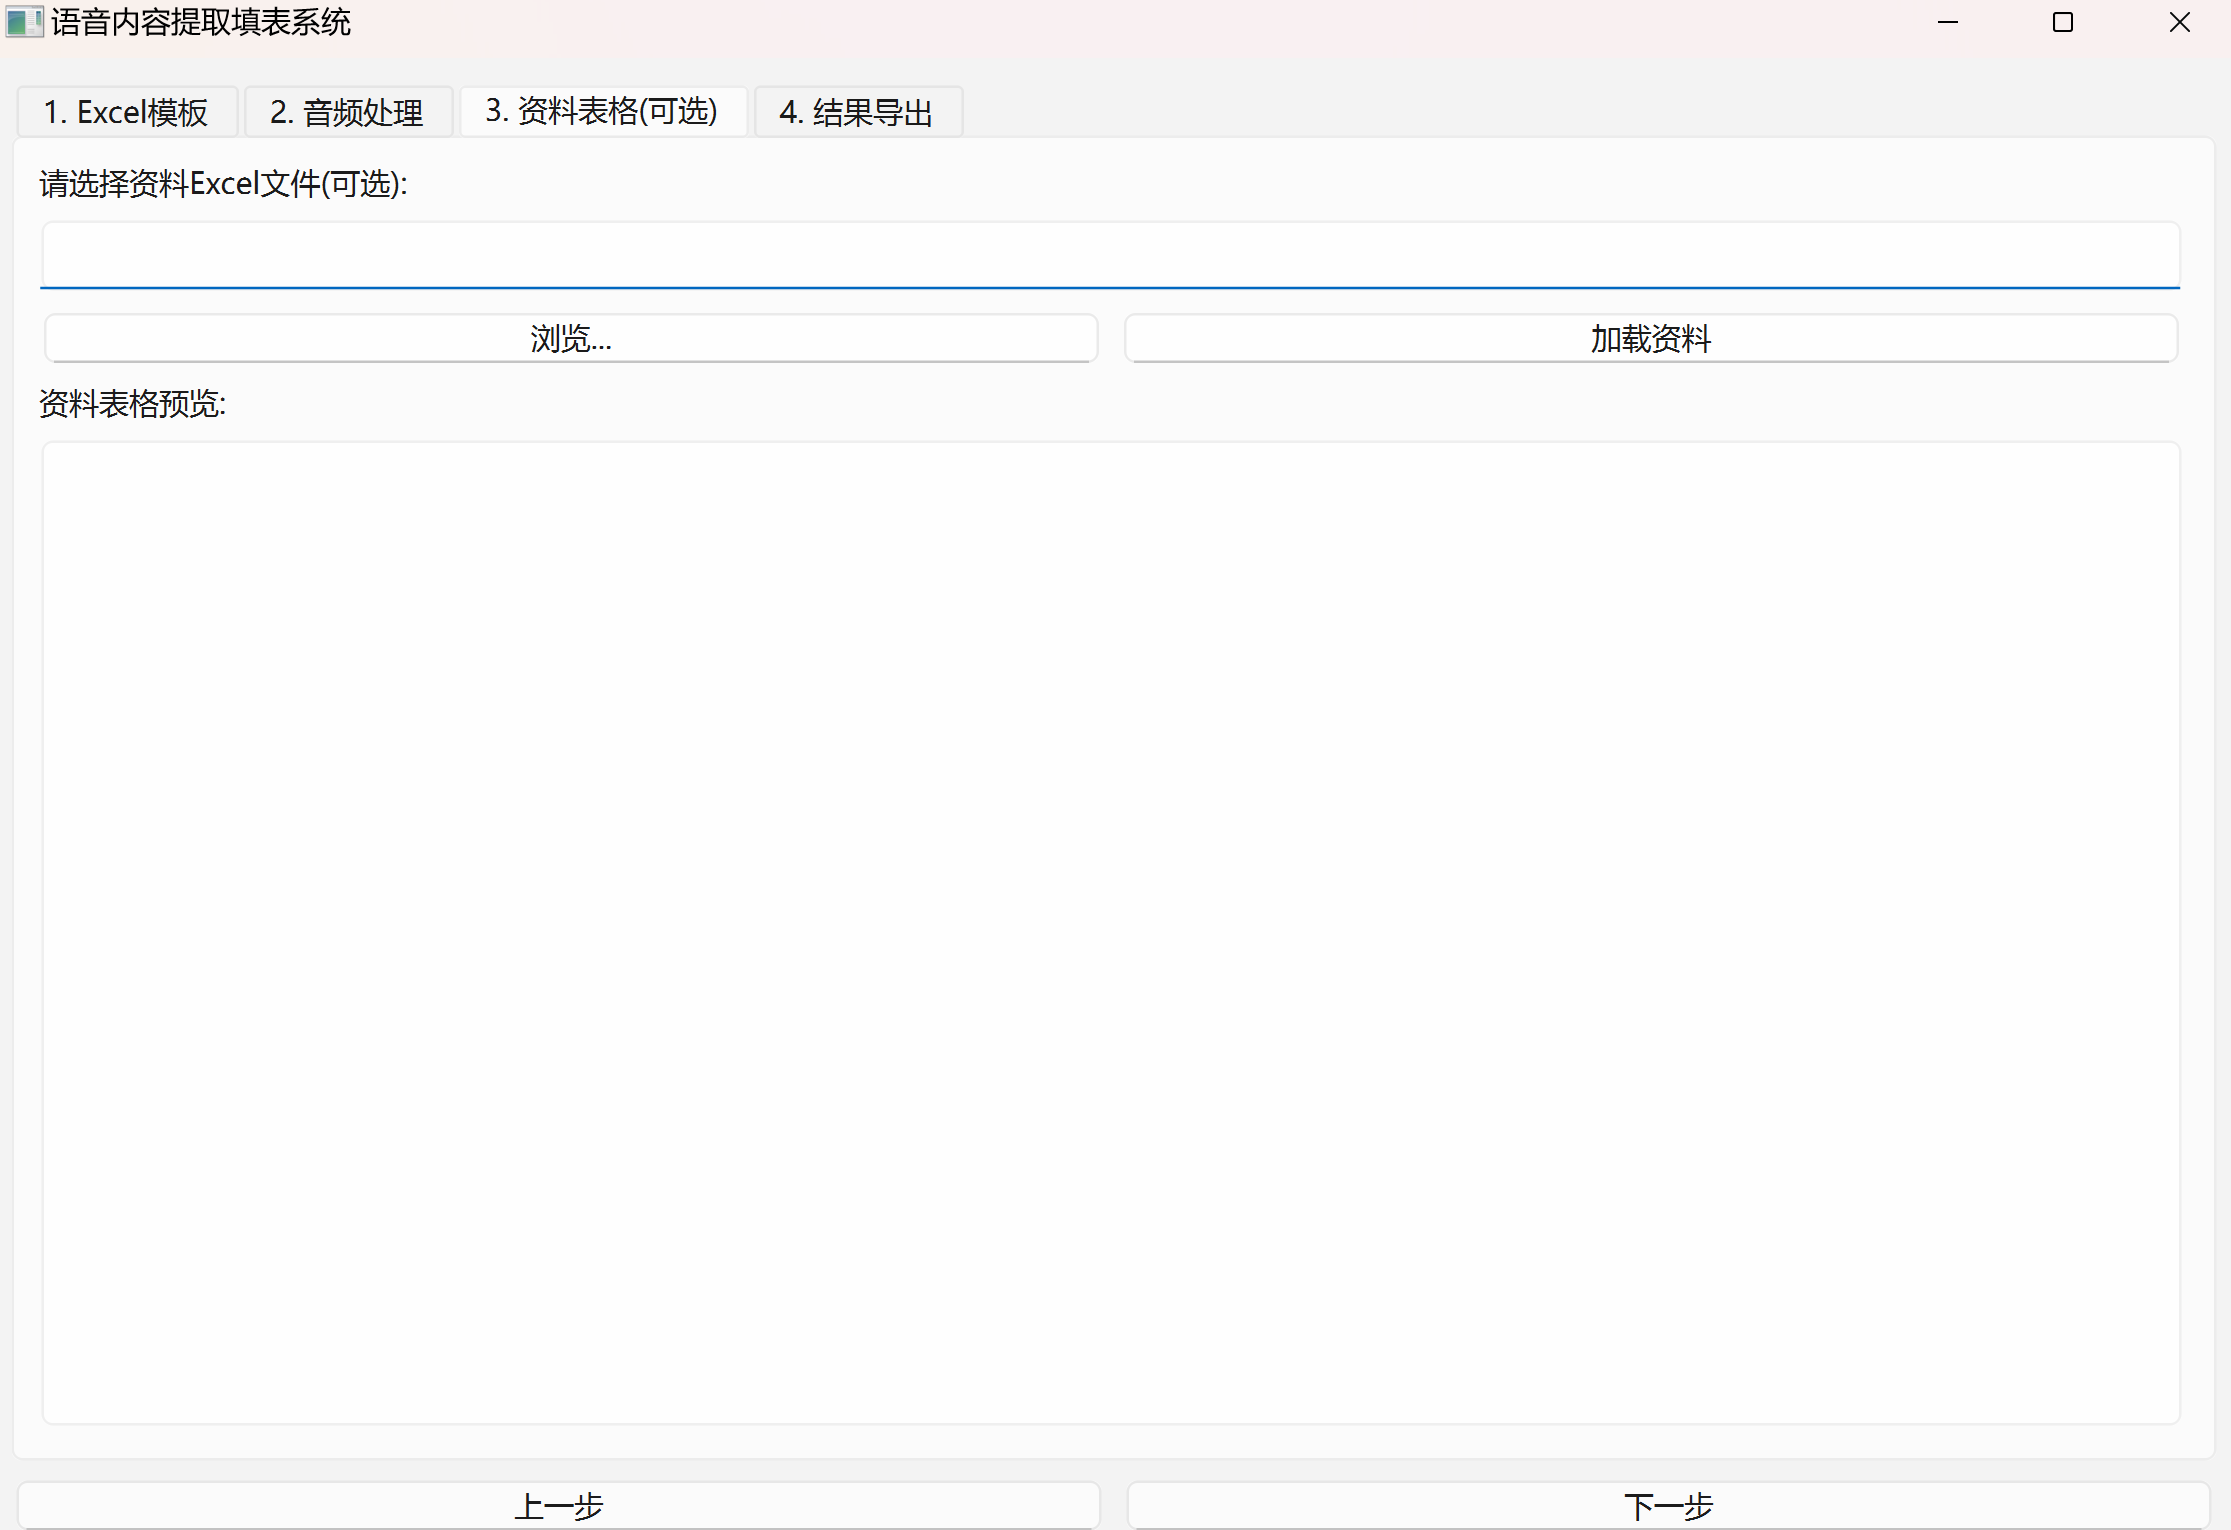 语音内容提取填表系统
1. Excel模板 2. 音频处理 3. 资料表格(可选) 4. 结果导出
请选择资料Excel文件(可选):
浏览... 加载资料
资料表格预览:
上一步 下一步